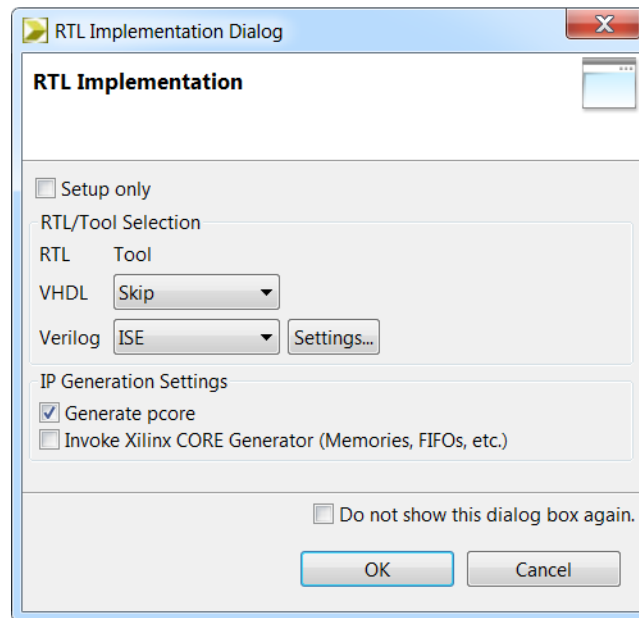 RTL Implementation Dialog
RTL Implementation
Setup only
RTL/Tool Selection
RTL Tool
VHDL Skip
Verilog ISE Settings...
IP Generation Settings
Generate pcore
Invoke Xilinx CORE Generator (Memories, FIFOs, etc.)
Do not show this dialog box again.
OK Cancel